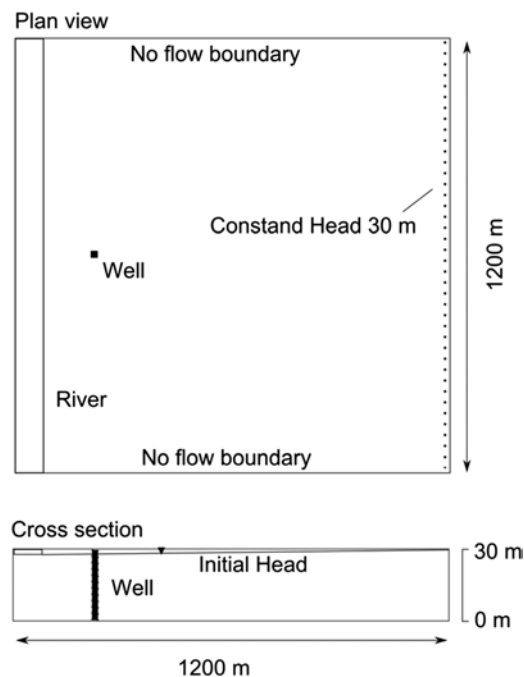 Plan view
No flow boundary
Constand Head 30 m
1200 m
Well
River
No flow boundary
Cross section
Initial Head
30 m
Well
0 m
1200 m